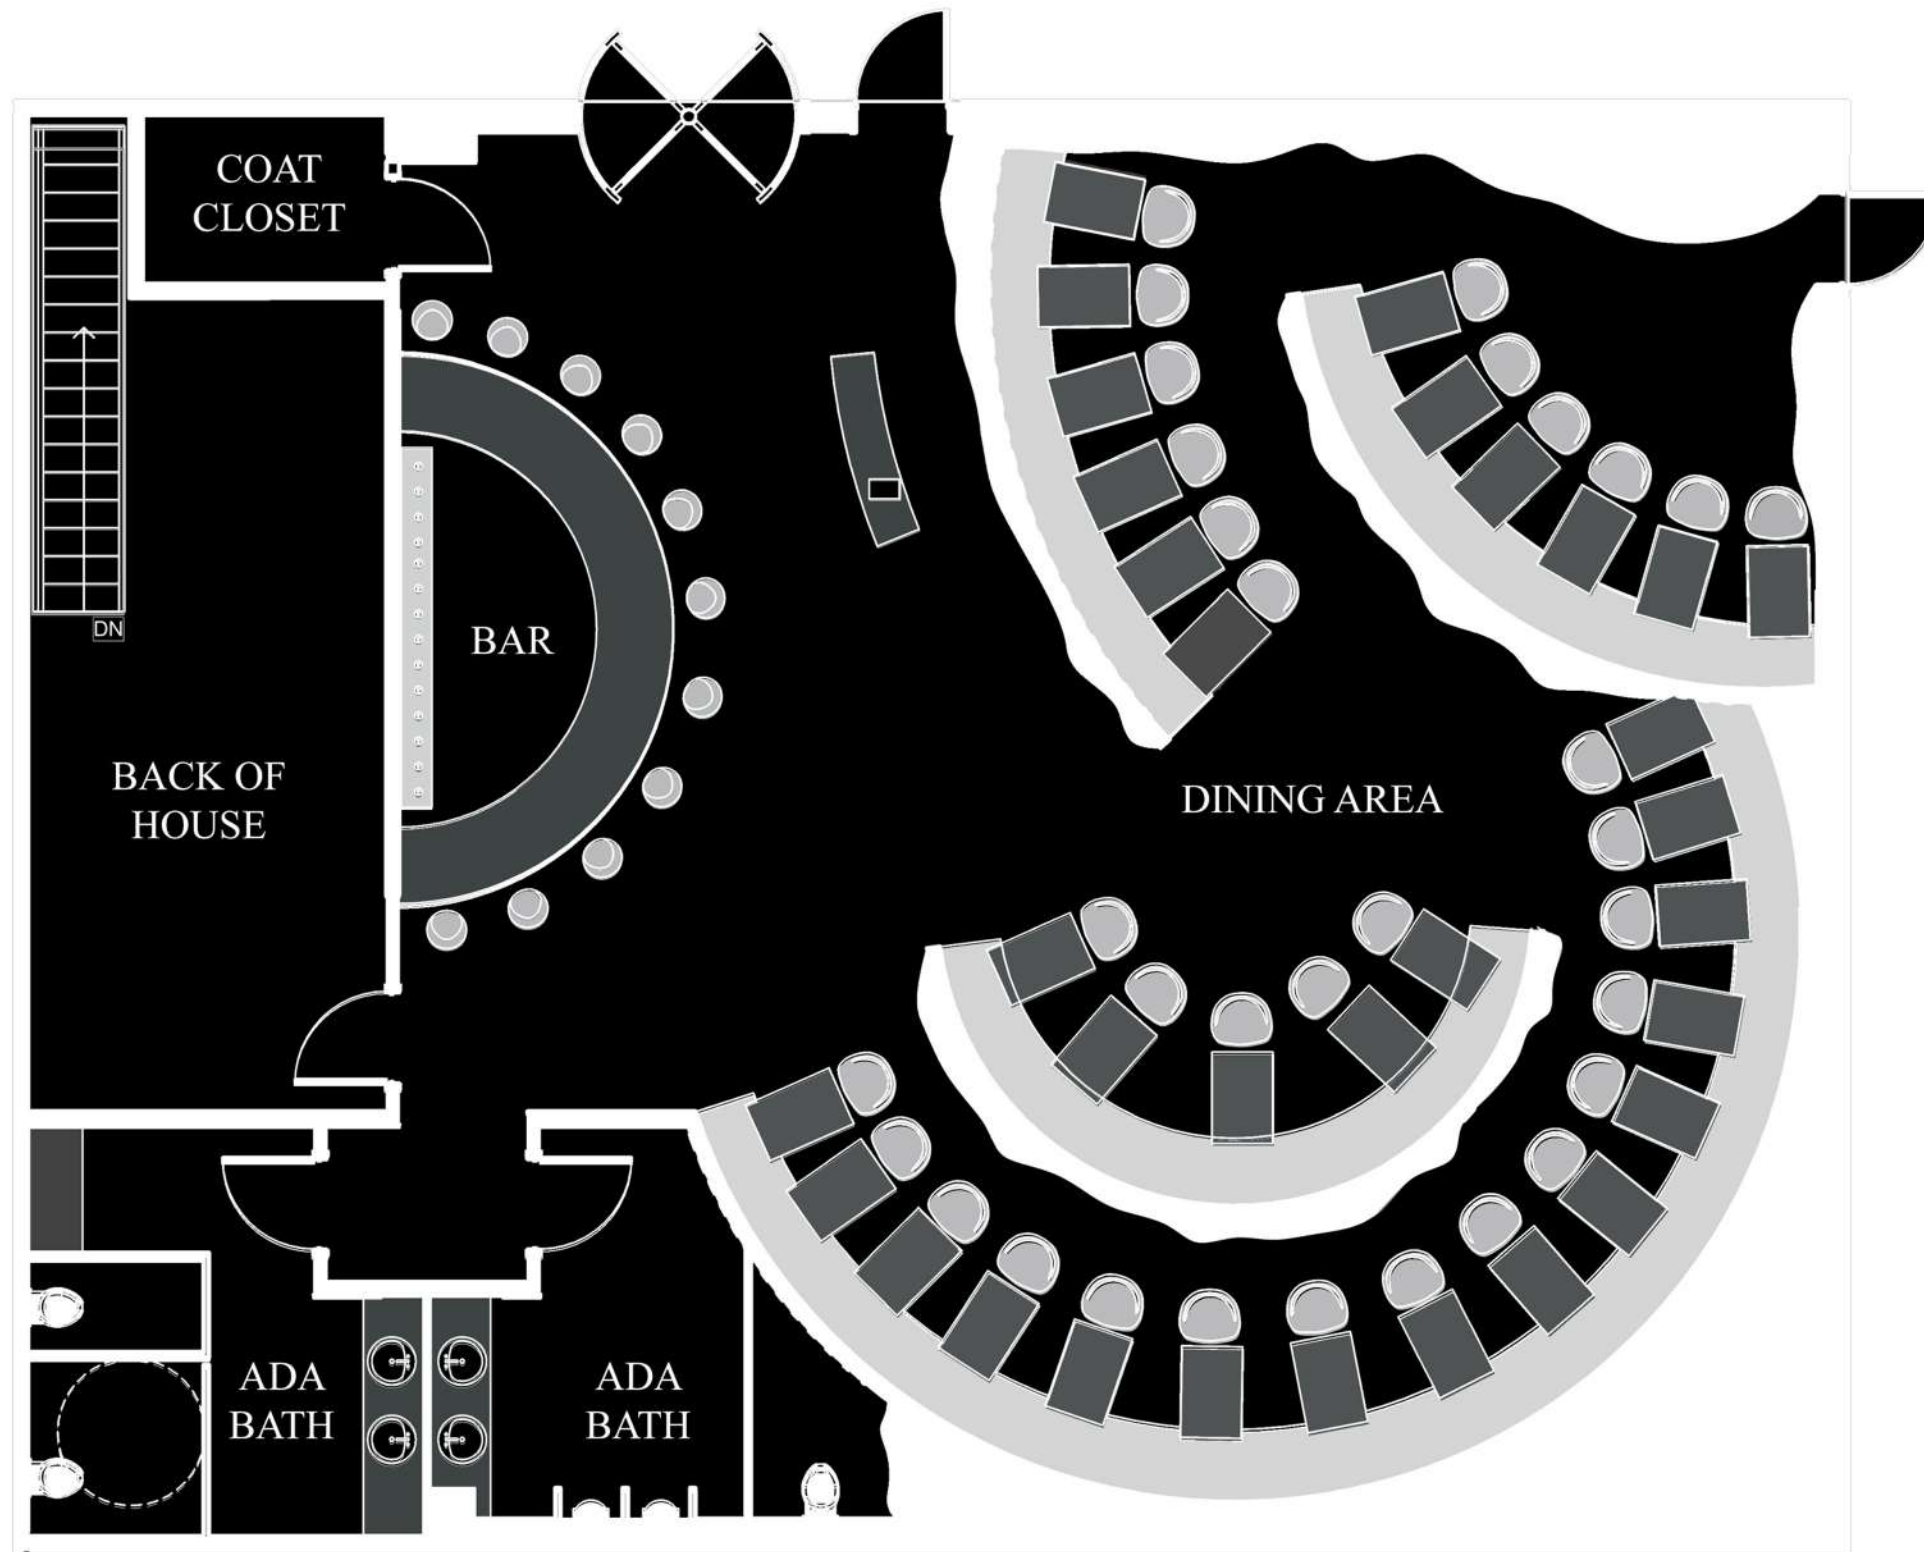 COAT
CLOSET
DN
BAR
BACK OF
HOUSE
DINING AREA
ADA
BATH
ADA
BATH